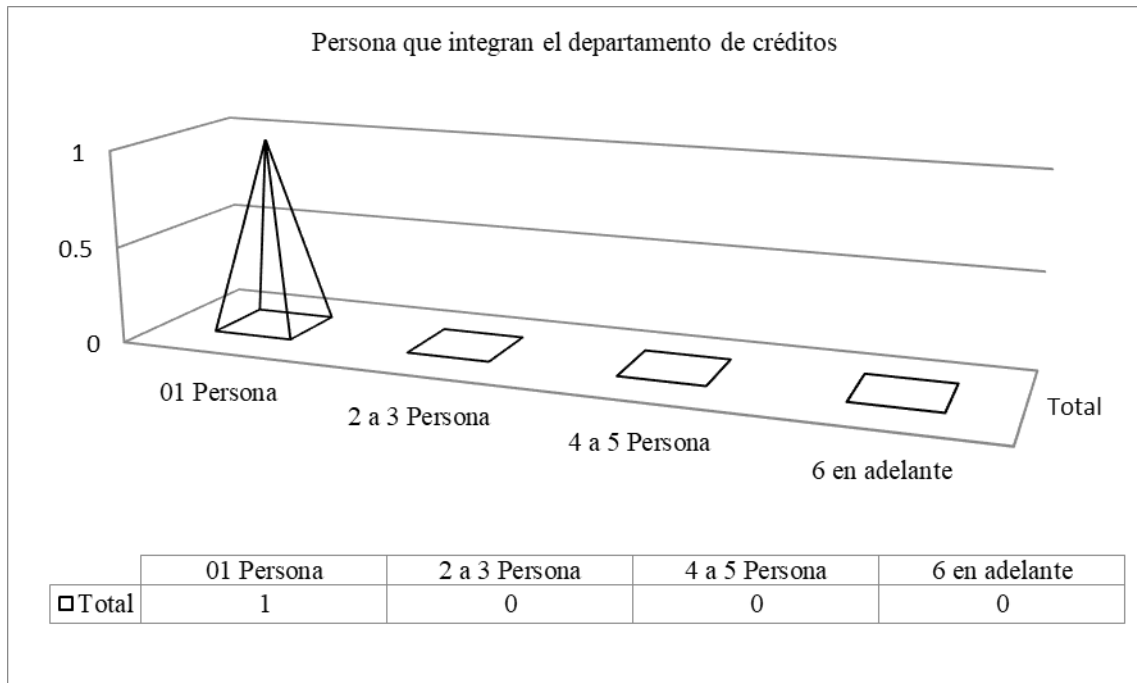 Persona que integran el departamento de créditos
1
0.5
0
01 Persona
2 a 3 Persona
4 a 5 Persona
6 en adelante
Total
01 Persona 2 a 3 Persona 4 a 5 Persona 6 en adelante
Total 1 0 0 0